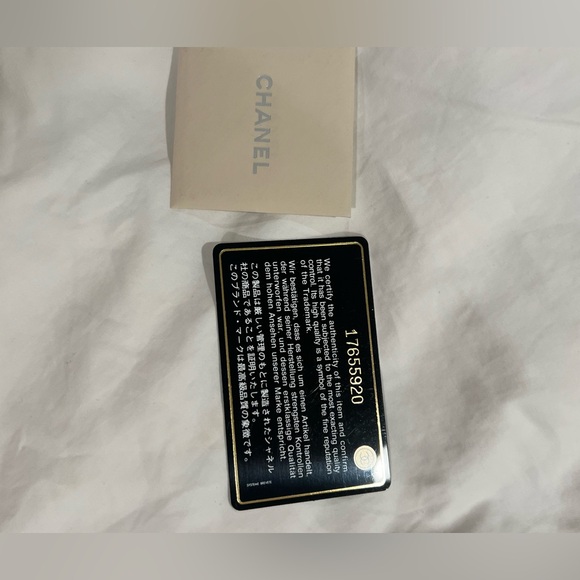 CHANEL
17655920
We certify the authenticity of this item and confirm
that it has been subjected to the most exacting quality
control. Its high quality is a symbol of the fine reputation
of the Trademark.
Wir bestätigen, dass es sich um einen Artikel handelt,
der während seiner Herstellung strengsten Kontrollen
unterworfen war, und dessen erstklassige Qualität
dem hohen Ansehen unserer Marke entspricht.
この製品は厳しい管理のもとに製造されたシャネル
社の商品であることを証明いたします。
このブランド・マークは最高級品質の象徴です。